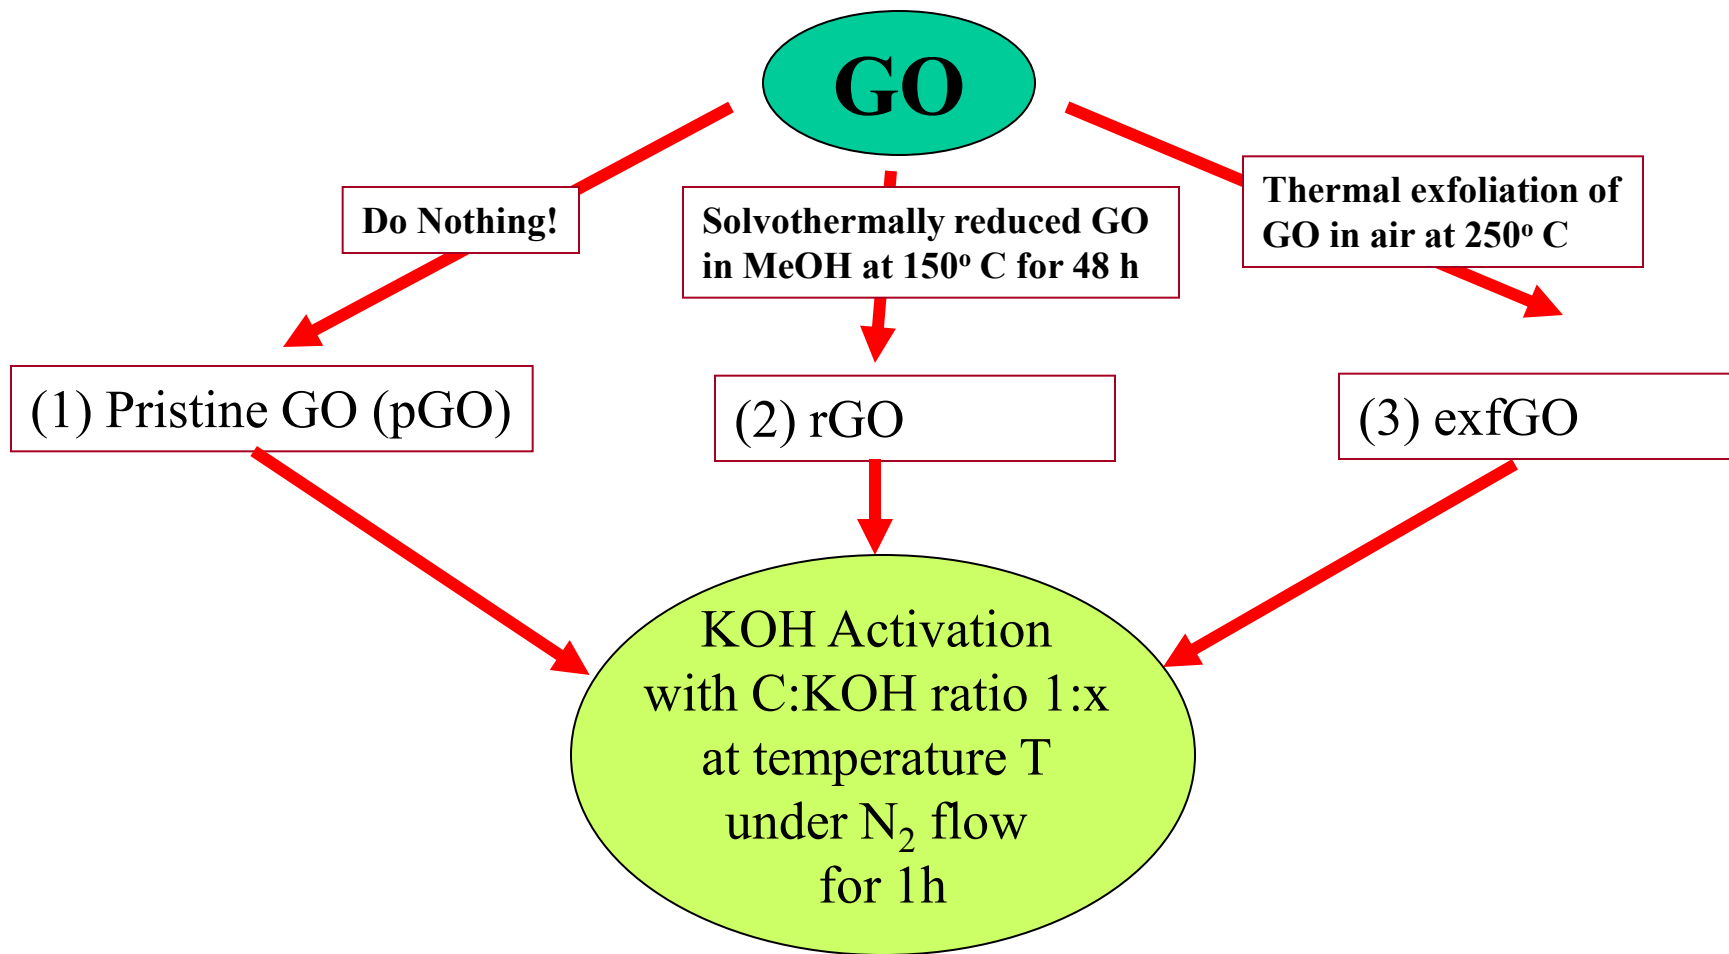 GO
Do Nothing!
Solvothermally reduced GO
in MeOH at 150º C for 48 h
Thermal exfoliation of
GO in air at 250º C
(1) Pristine GO (pGO)
(2) rGO
(3) exfGO
KOH Activation
with C:KOH ratio 1:x
at temperature T
under N₂ flow
for 1h